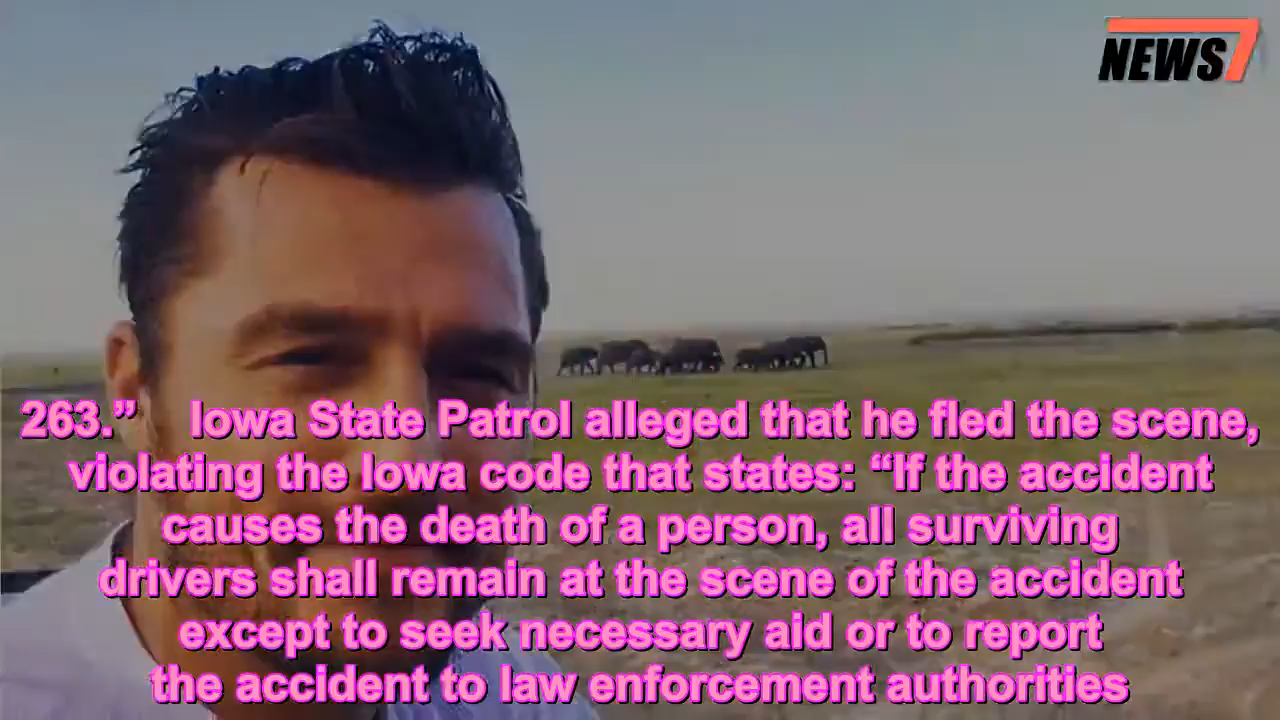 NEWS7
263.” Iowa State Patrol alleged that he fled the scene,
violating the Iowa code that states: “If the accident
causes the death of a person, all surviving
drivers shall remain at the scene of the accident
except to seek necessary aid or to report
the accident to law enforcement authorities